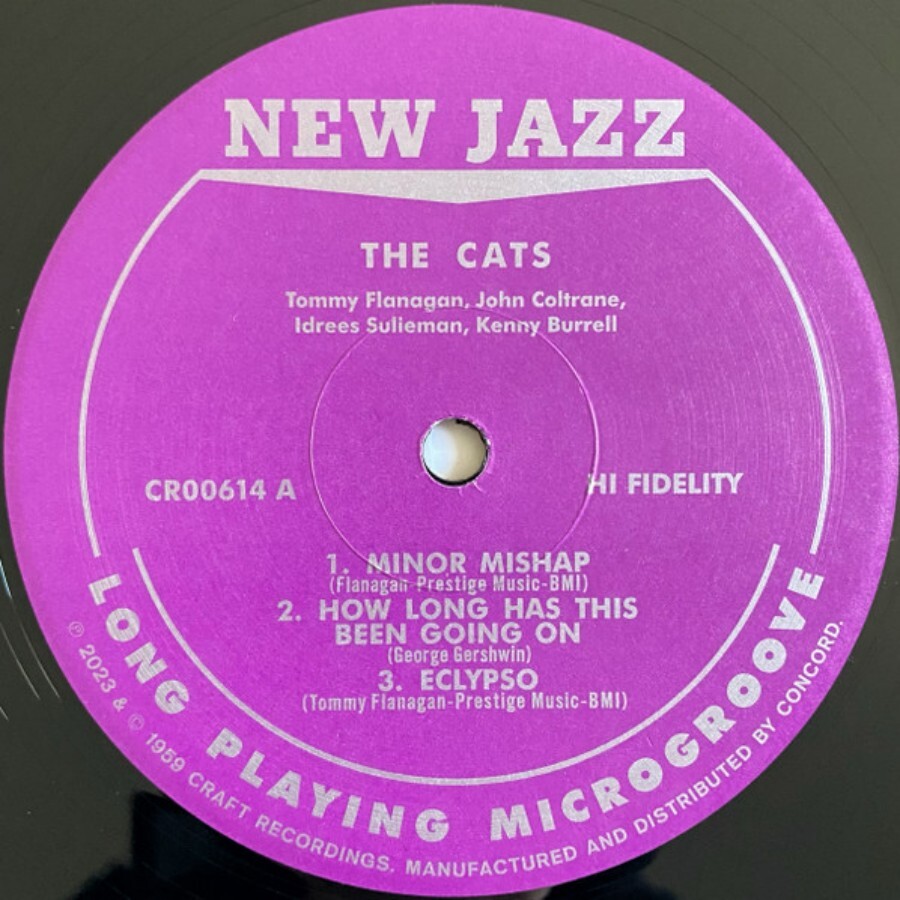 NEW JAZZ
THE CATS
Tommy Flanagan, John Coltrane,
Idrees Sulieman, Kenny Burrell
CR00614 A
HI FIDELITY
1. MINOR MISHAP
(Flanagan-Prestige Music-BMI)
2. HOW LONG HAS THIS
BEEN GOING ON
(George Gershwin)
3. ECLYPSO
(Tommy Flanagan-Prestige Music-BMI)
LONG PLAYING MICROGROOVE
℗ 2023 & © 1959 CRAFT RECORDINGS. MANUFACTURED AND DISTRIBUTED BY CONCORD.